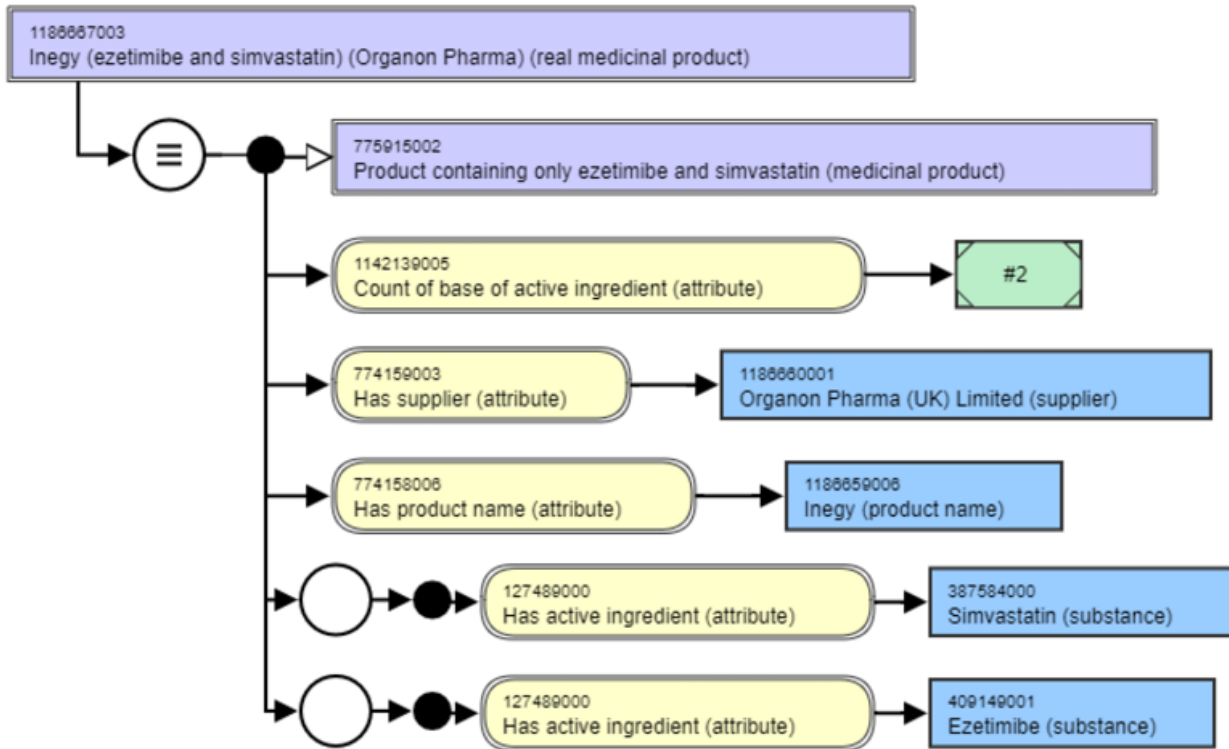 1186667003
Inegy (ezetimibe and simvastatin) (Organon Pharma) (real medicinal product)
775915002
Product containing only ezetimibe and simvastatin (medicinal product)
1142139005
Count of base of active ingredient (attribute)
#2
774159003
Has supplier (attribute)
1186660001
Organon Pharma (UK) Limited (supplier)
774158006
Has product name (attribute)
1186659006
Inegy (product name)
127489000
Has active ingredient (attribute)
387584000
Simvastatin (substance)
127489000
Has active ingredient (attribute)
409149001
Ezetimibe (substance)